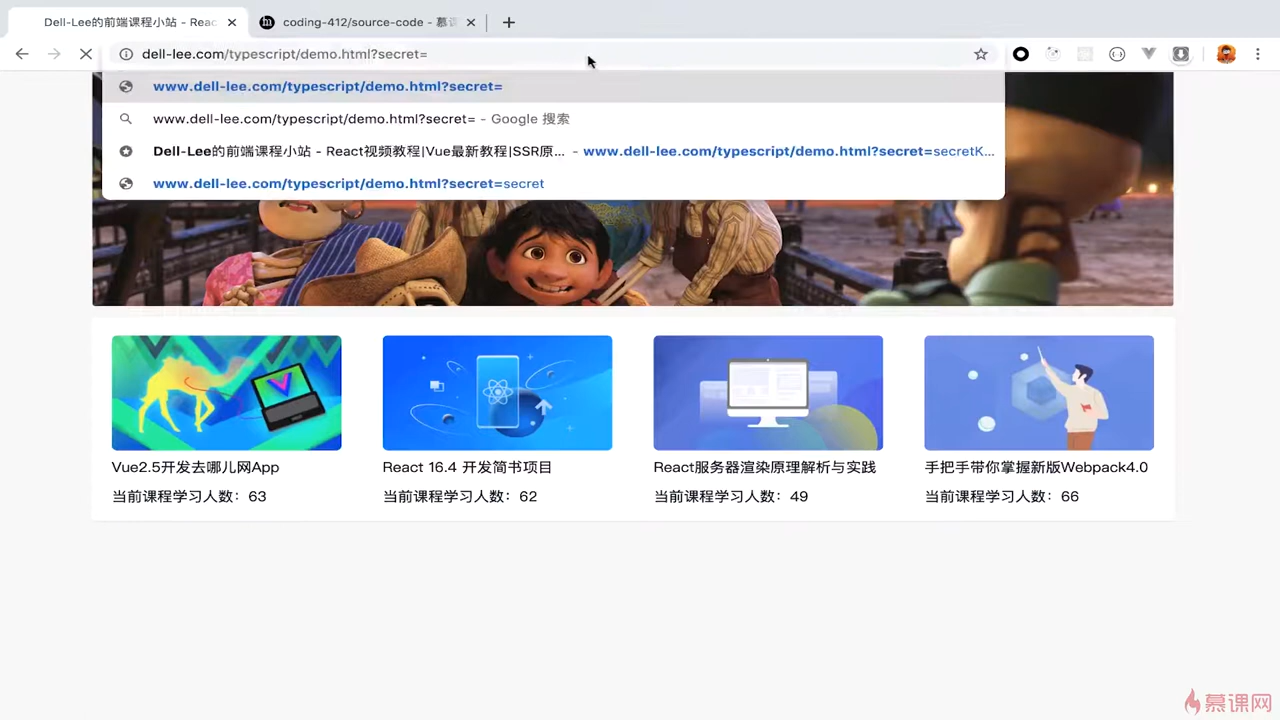 Dell-Lee的前端课程小站 - Reac
coding-412/source-code - 慕课
dell-lee.com/typescript/demo.html?secret=
www.dell-lee.com/typescript/demo.html?secret=
www.dell-lee.com/typescript/demo.html?secret= - Google 搜索
Dell-Lee的前端课程小站 - React视频教程|Vue最新教程|SSR原... - www.dell-lee.com/typescript/demo.html?secret=secretK...
www.dell-lee.com/typescript/demo.html?secret=secret
Vue2.5开发去哪儿网App
React 16.4 开发简书项目
React服务器渲染原理解析与实践
手把手带你掌握新版Webpack4.0
当前课程学习人数：63
当前课程学习人数：62
当前课程学习人数：49
当前课程学习人数：66
慕课网